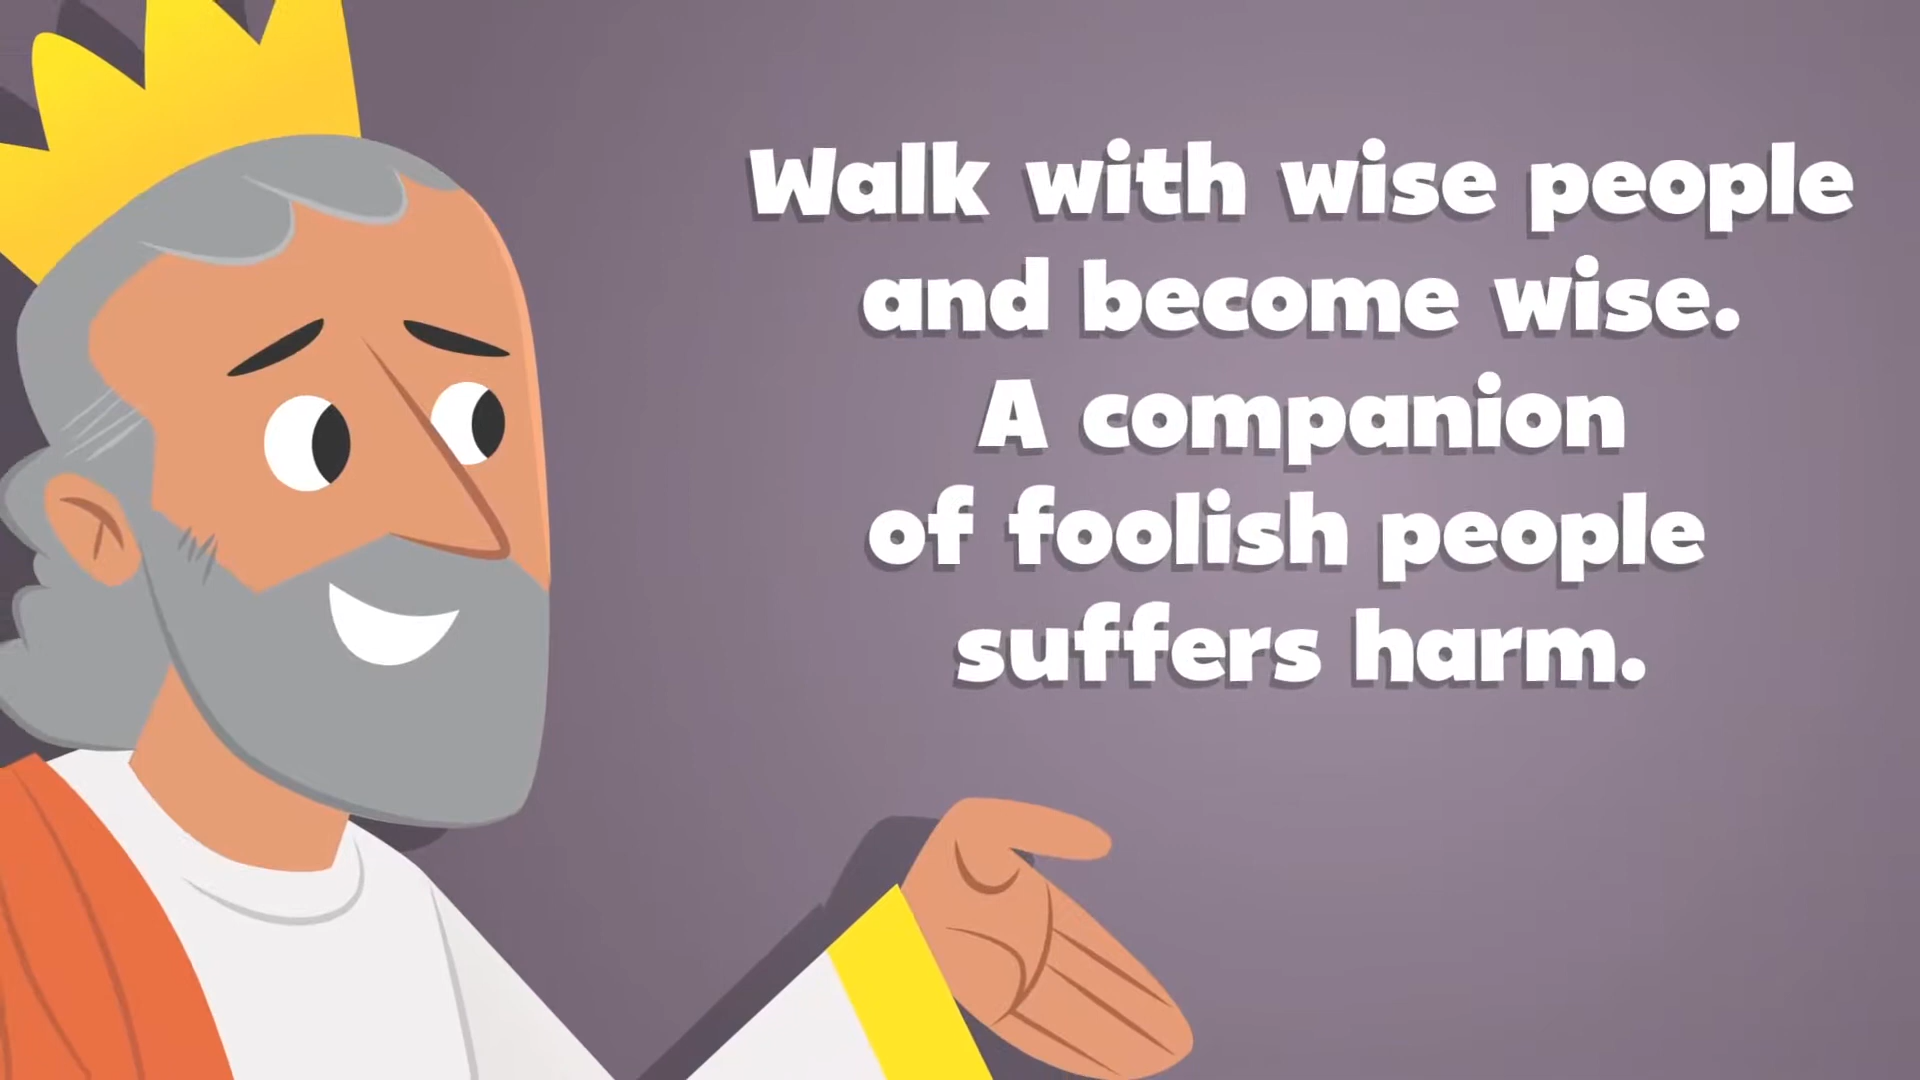 Walk with wise people
and become wise.
A companion
of foolish people
suffers harm.